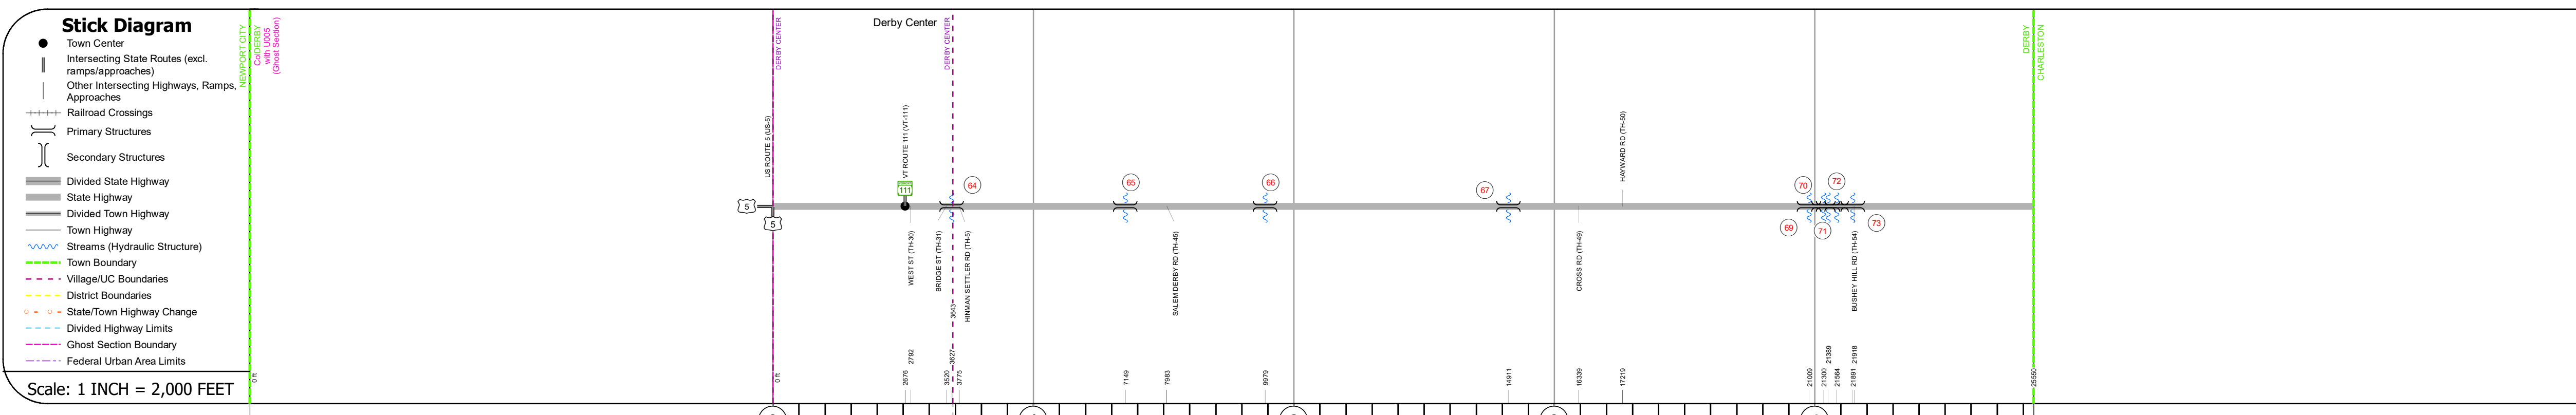 Stick Diagram
Town Center
Intersecting State Routes (excl.
ramps/approaches)
Other Intersecting Highways, Ramps,
Approaches
Railroad Crossings
Primary Structures
Secondary Structures
Divided State Highway
State Highway
Divided Town Highway
Town Highway
Streams (Hydraulic Structure)
Town Boundary
Village/UC Boundaries
District Boundaries
State/Town Highway Change
Divided Highway Limits
Ghost Section Boundary
Federal Urban Area Limits
Scale: 1 INCH = 2,000 FEET
NEWPORT CITY
DERBY
with U005
(Ghost Section)
0 ft
DERBY CENTER
US ROUTE 5 (US-5)
5
5
0 ft
Derby Center
VT ROUTE 111 (VT-111)
111
WEST ST (TH-30)
2676
2792
DERBY CENTER
64
BRIDGE ST (TH-31)
3643
HINMAN SETTLER RD (TH-5)
3520
3627
3775
65
7149
SALEM DERBY RD (TH-45)
7983
66
9979
67
14911
CROSS RD (TH-49)
16339
HAYWARD RD (TH-50)
17219
70
72
69
71
73
BUSHEY HILL RD (TH-54)
21009
21300
21389
21564
21891
21918
DERBY
CHARLESTON
25550